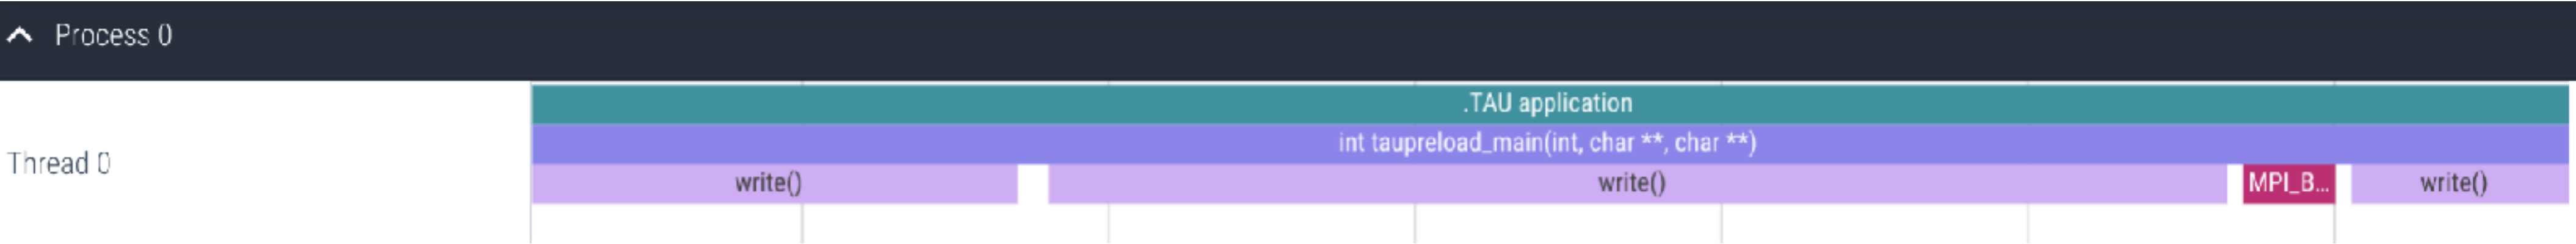 Process 0
.TAU application
int taupreload_main(int, char **, char **)
Thread 0
write() write() MPI_B... write()